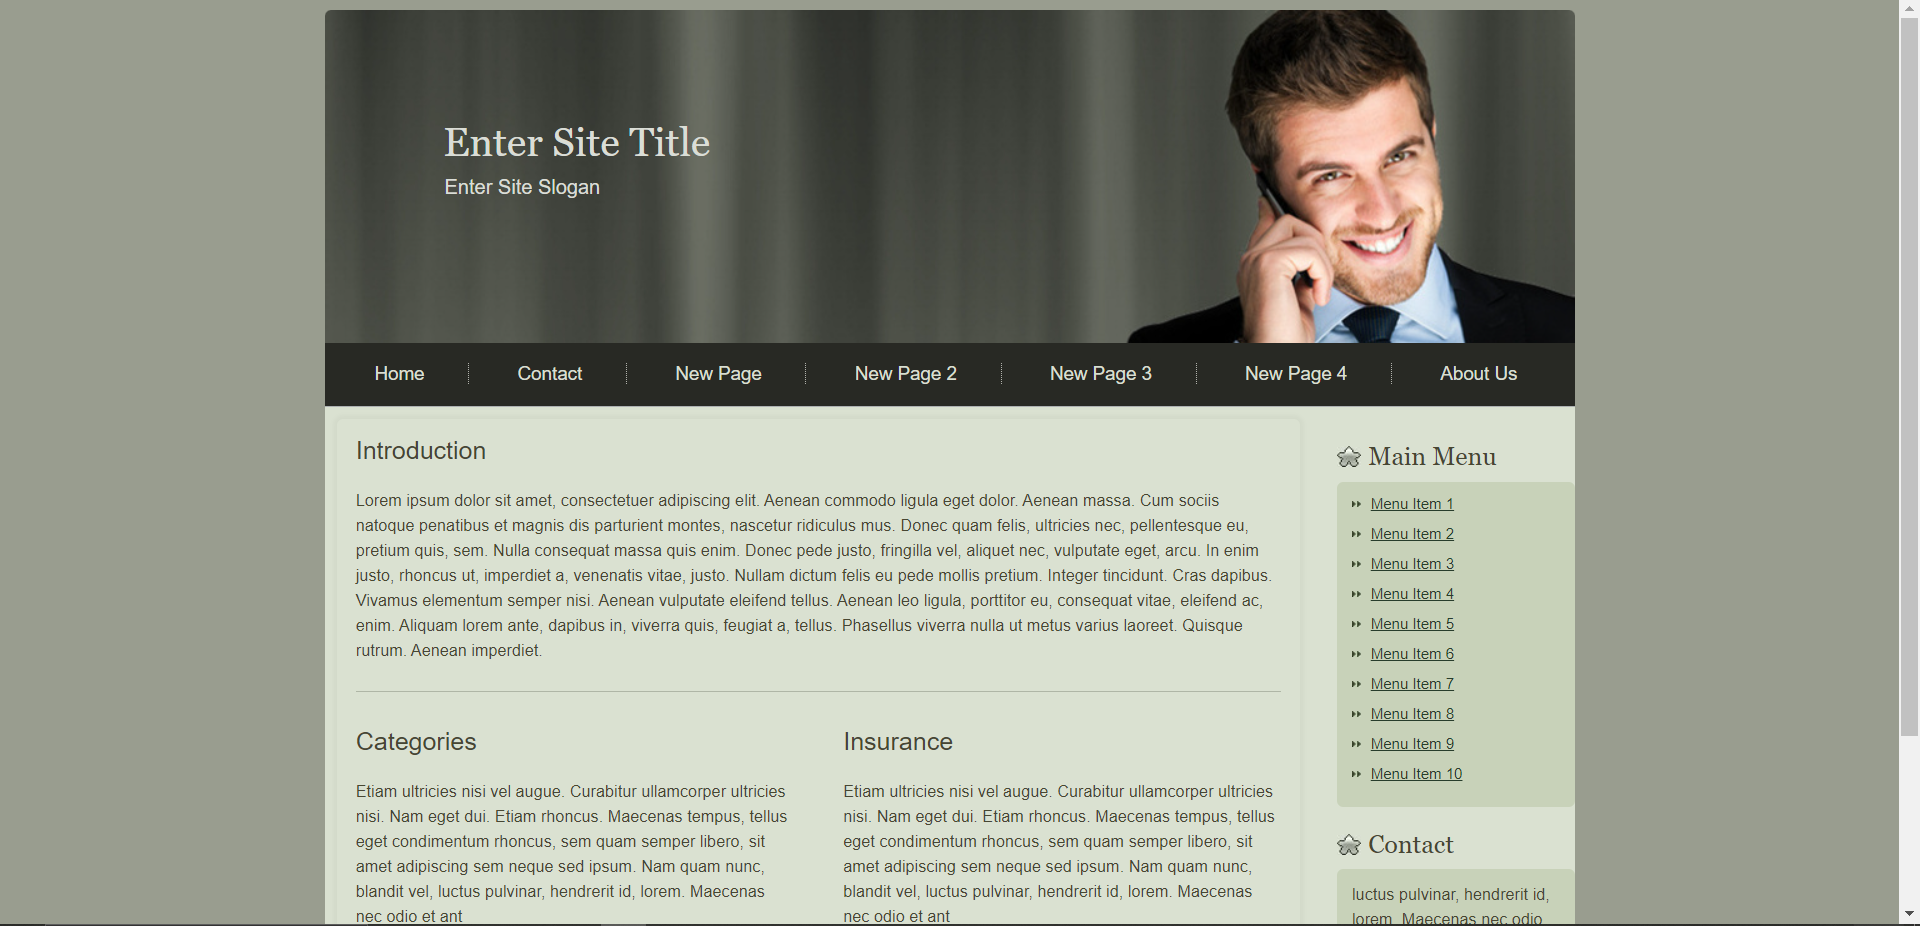 Enter Site Title
Enter Site Slogan
Home
Contact
New Page
New Page 2
New Page 3
New Page 4
About Us
Introduction
Lorem ipsum dolor sit amet, consectetuer adipiscing elit. Aenean commodo ligula eget dolor. Aenean massa. Cum sociis
natoque penatibus et magnis dis parturient montes, nascetur ridiculus mus. Donec quam felis, ultricies nec, pellentesque eu,
pretium quis, sem. Nulla consequat massa quis enim. Donec pede justo, fringilla vel, aliquet nec, vulputate eget, arcu. In enim
justo, rhoncus ut, imperdiet a, venenatis vitae, justo. Nullam dictum felis eu pede mollis pretium. Integer tincidunt. Cras dapibus.
Vivamus elementum semper nisi. Aenean vulputate eleifend tellus. Aenean leo ligula, porttitor eu, consequat vitae, eleifend ac,
enim. Aliquam lorem ante, dapibus in, viverra quis, feugiat a, tellus. Phasellus viverra nulla ut metus varius laoreet. Quisque
rutrum. Aenean imperdiet.
Categories
Etiam ultricies nisi vel augue. Curabitur ullamcorper ultricies
nisi. Nam eget dui. Etiam rhoncus. Maecenas tempus, tellus
eget condimentum rhoncus, sem quam semper libero, sit
amet adipiscing sem neque sed ipsum. Nam quam nunc,
blandit vel, luctus pulvinar, hendrerit id, lorem. Maecenas
nec odio et ant
Insurance
Etiam ultricies nisi vel augue. Curabitur ullamcorper ultricies
nisi. Nam eget dui. Etiam rhoncus. Maecenas tempus, tellus
eget condimentum rhoncus, sem quam semper libero, sit
amet adipiscing sem neque sed ipsum. Nam quam nunc,
blandit vel, luctus pulvinar, hendrerit id, lorem. Maecenas
nec odio et ant
Main Menu
Menu Item 1
Menu Item 2
Menu Item 3
Menu Item 4
Menu Item 5
Menu Item 6
Menu Item 7
Menu Item 8
Menu Item 9
Menu Item 10
Contact
luctus pulvinar, hendrerit id,
lorem. Maecenas nec odio